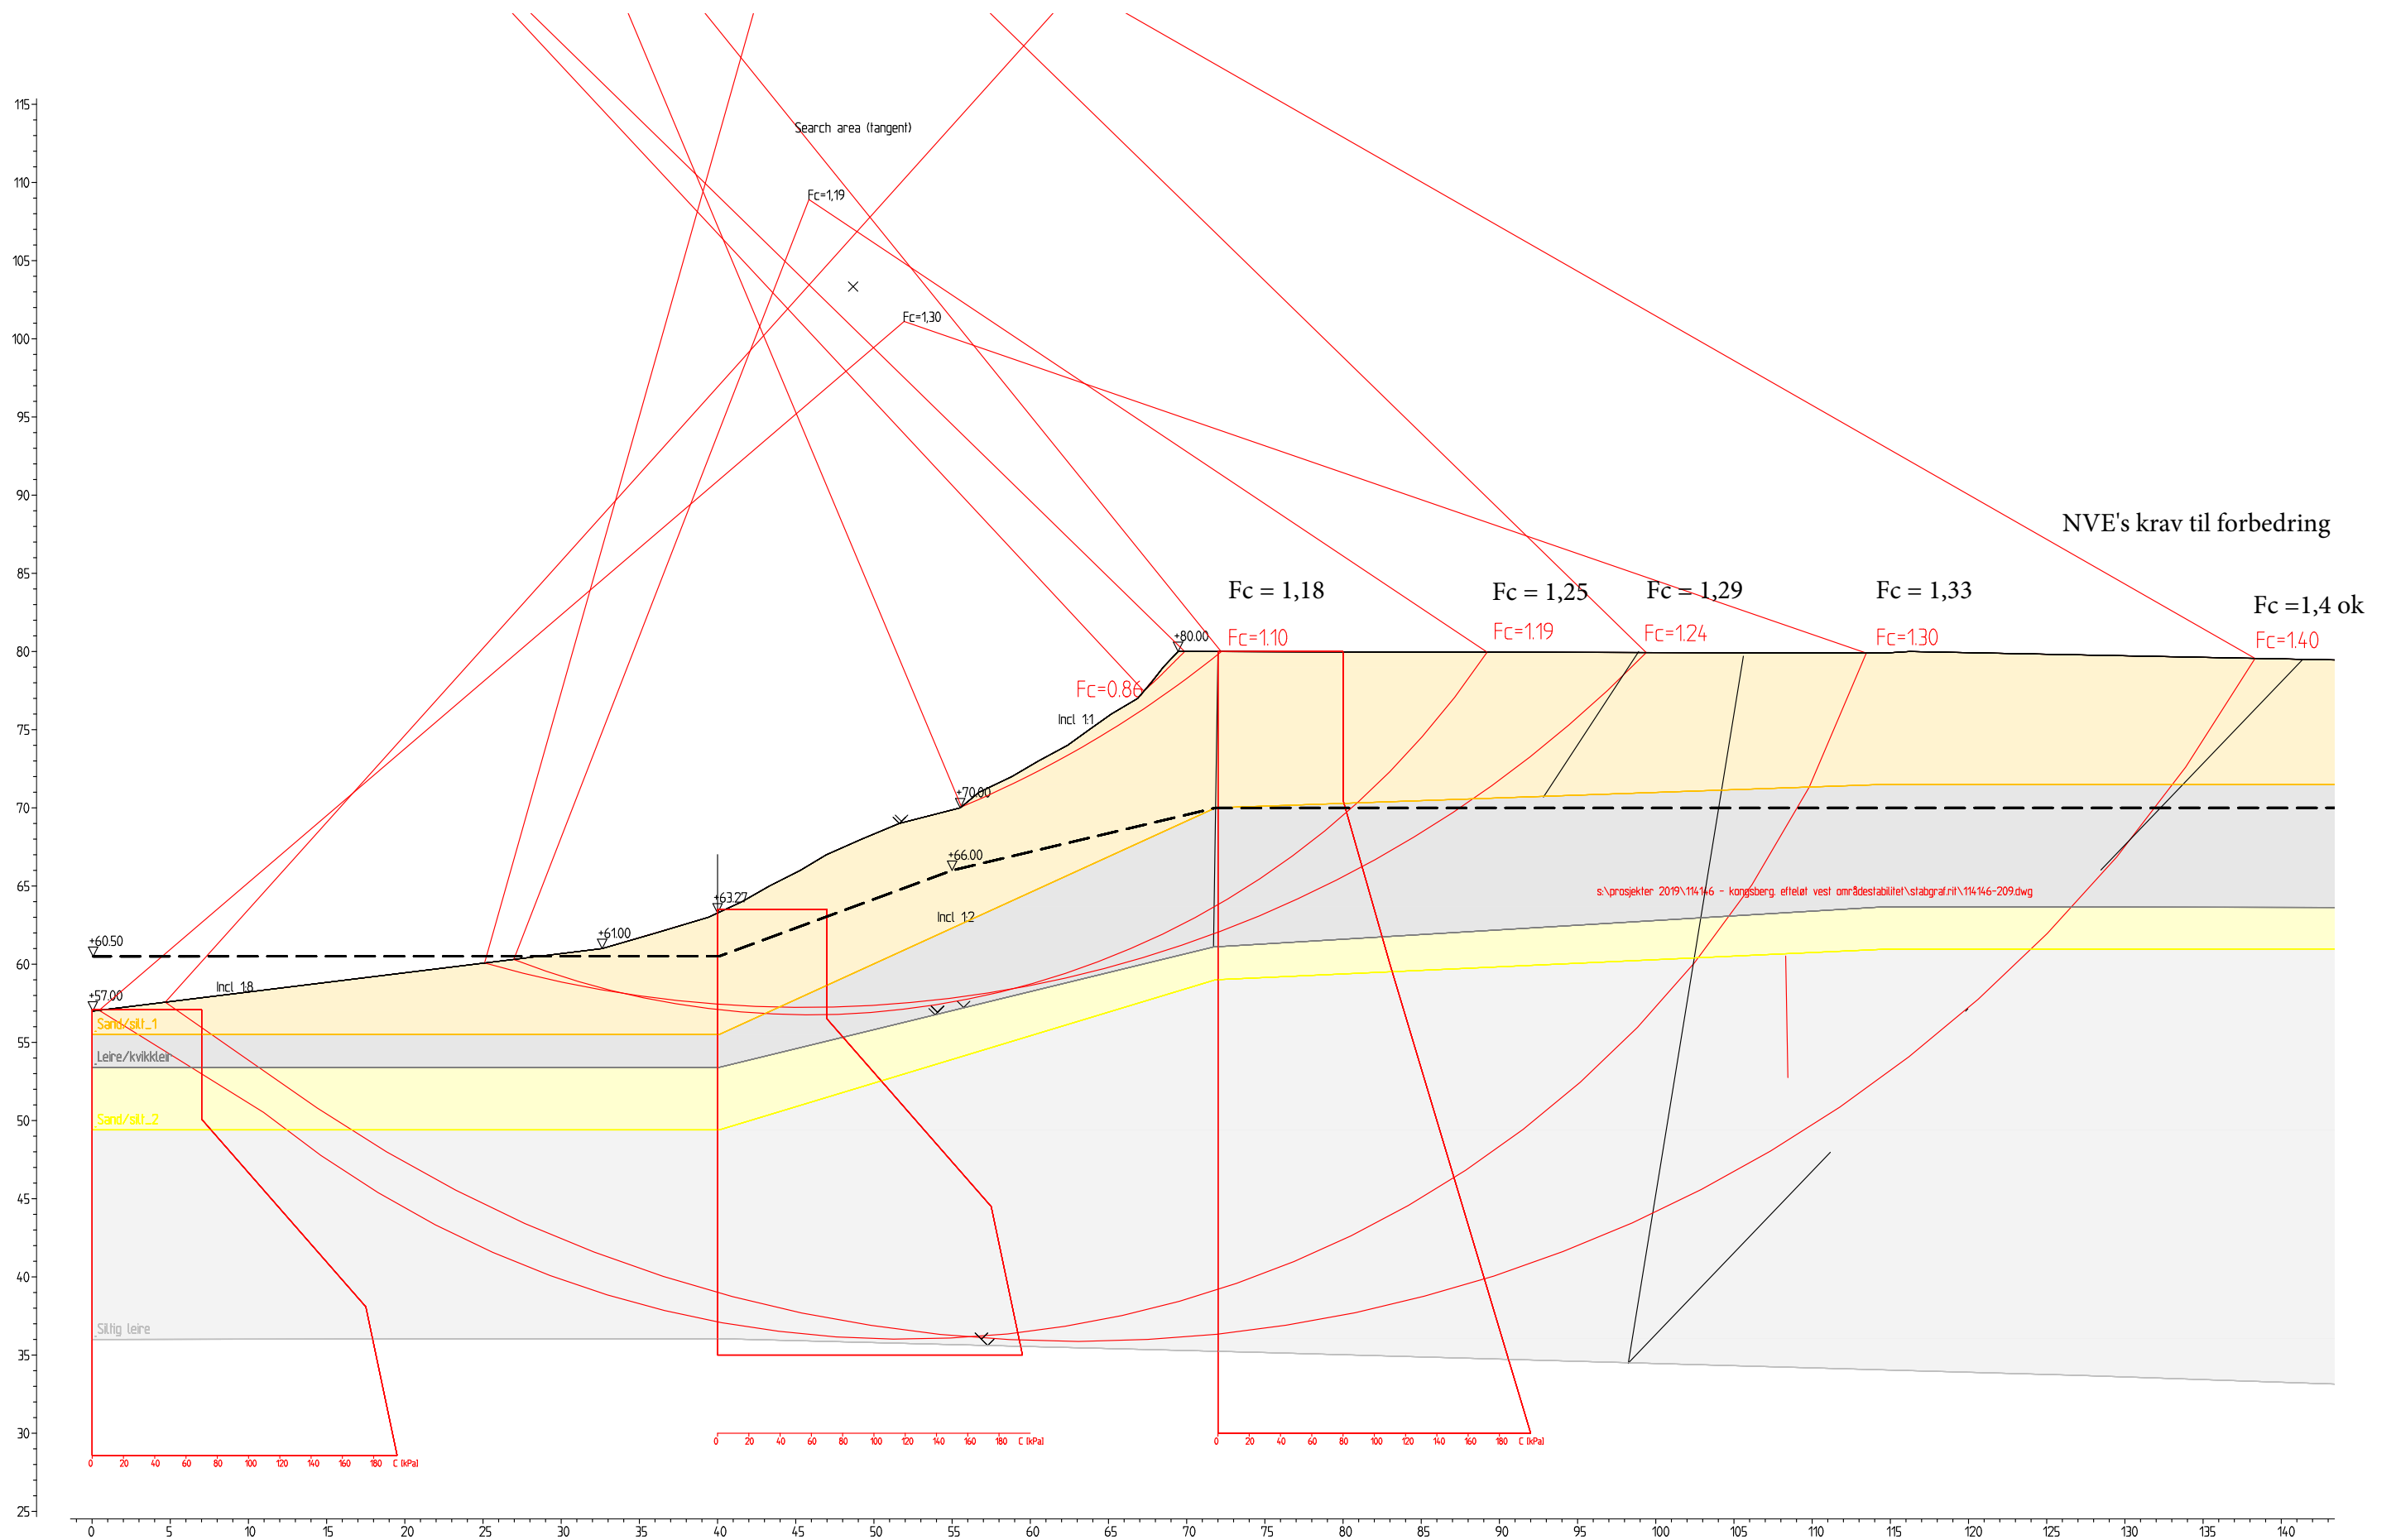 115
110
105
100
95
90
85
80
75
70
65
60
55
50
45
40
35
30
25
Search area (tangent)
Fc=1,19
Fc=1,30
NVE's krav til forbedring
Fc = 1,18
Fc = 1,25
Fc = 1,29
Fc = 1,33
Fc =1,4 ok
+80.00
Fc=1.10
Fc=1.19
Fc=1.24
Fc=1.30
Fc=1.40
Fc=0.86
Incl 1:1
+70.00
+66.00
s:\prosjekter 2019\114146 - kongsberg. efteløt vest områdestabilitet\stabgraf.rit\114146-209.dwg
+63.27
Incl 1:2
+61.00
+60.50
Incl 1:8
+57.00
Sand/silt_1
Leire/kvikkleir
Sand/silt_2
Siltig leire
0 20 40 60 80 100 120 140 160 180 C (kPa)
0 20 40 60 80 100 120 140 160 180 C (kPa)
0 20 40 60 80 100 120 140 160 180 C (kPa)
0 5 10 15 20 25 30 35 40 45 50 55 60 65 70 75 80 85 90 95 100 105 110 115 120 125 130 135 140